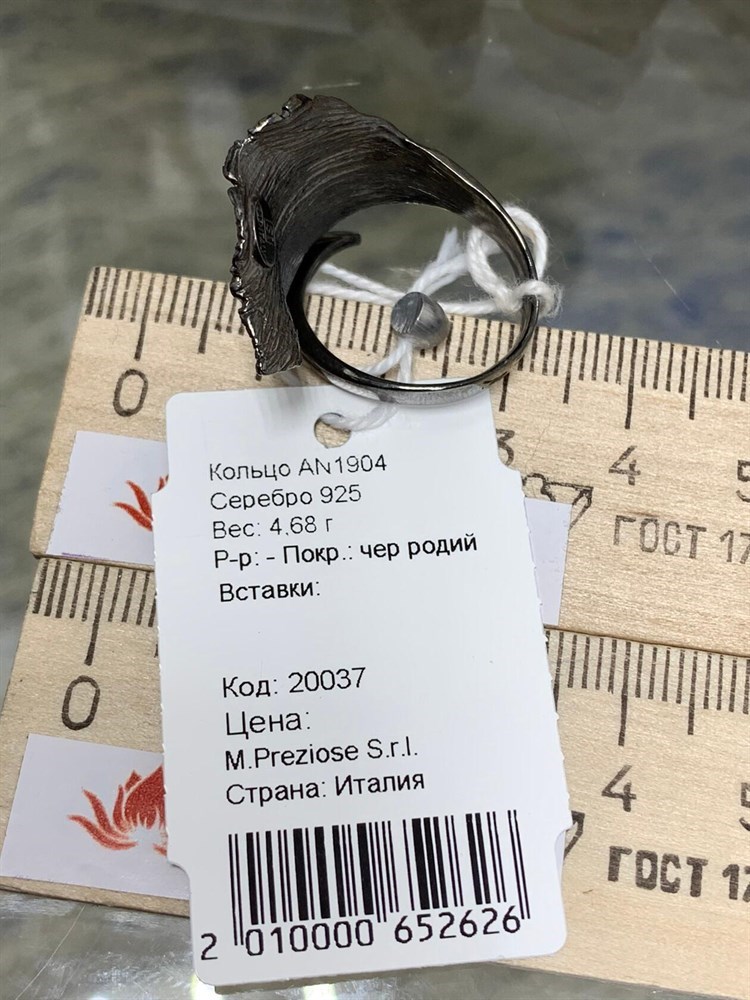 Кольцо AN1904
Серебро 925
Вес: 4.68 г
Р-р: - Покр.: чер родий
Вставки:
Код: 20037
Цена:
M.Preziose S.r.l.
Страна: Италия
2 010000 652626
0 3 4 5
ГОСТ 17
0 4 5
ГОСТ 17